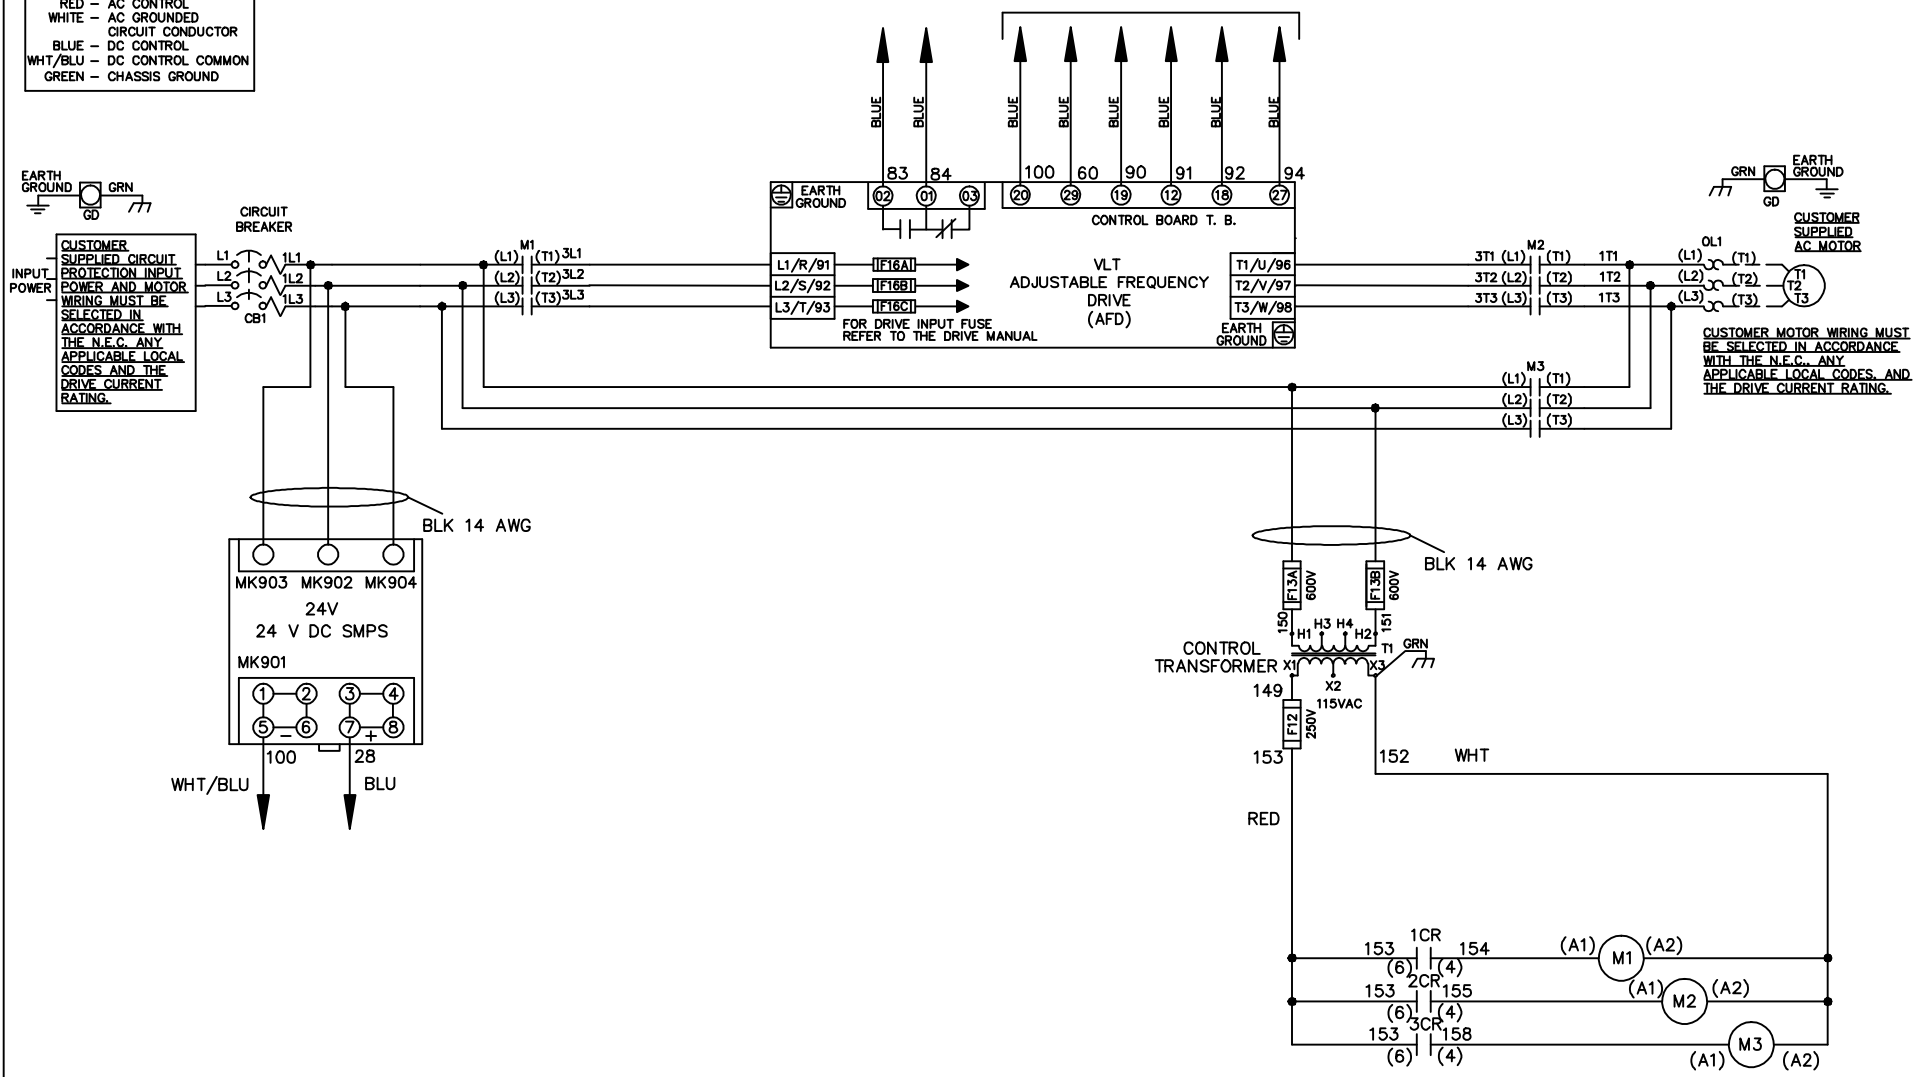 RED – AC CONTROL
WHITE – AC GROUNDED
CIRCUIT CONDUCTOR
BLUE – DC CONTROL
WHT/BLU – DC CONTROL COMMON
GREEN – CHASSIS GROUND
BLUE
BLUE
BLUE
BLUE
BLUE
BLUE
BLUE
BLUE
83
84
100
60
90
91
92
94
EARTH
GROUND
02
01
03
20
29
19
12
18
27
CONTROL BOARD T. B.
EARTH
GROUND
GRN
GD
CIRCUIT
BREAKER
INPUT
POWER
CUSTOMER
SUPPLIED CIRCUIT
PROTECTION INPUT
POWER AND MOTOR
WIRING MUST BE
SELECTED IN
ACCORDANCE WITH
THE N.E.C. ANY
APPLICABLE LOCAL
CODES AND THE
DRIVE CURRENT
RATING.
L1
L2
L3
1L1
1L2
1L3
CB1
M1
(L1) (T1) 3L1
(L2) (T2) 3L2
(L3) (T3) 3L3
L1/R/91
L2/S/92
L3/T/93
F16A
F16B
F16C
FOR DRIVE INPUT FUSE
REFER TO THE DRIVE MANUAL
VLT
ADJUSTABLE FREQUENCY
DRIVE
(AFD)
T1/U/96
T2/V/97
T3/W/98
EARTH
GROUND
M2
3T1 (L1) (T1) 1T1
3T2 (L2) (T2) 1T2
3T3 (L3) (T3) 1T3
OL1
(L1) (T1)
(L2) (T2)
(L3) (T3)
T1
T2
T3
GRN
EARTH
GROUND
GD
CUSTOMER
SUPPLIED
AC MOTOR
CUSTOMER MOTOR WIRING MUST
BE SELECTED IN ACCORDANCE
WITH THE N.E.C., ANY
APPLICABLE LOCAL CODES, AND
THE DRIVE CURRENT RATING.
M3
(L1) (T1)
(L2) (T2)
(L3) (T3)
BLK 14 AWG
MK903 MK902 MK904
24V
24 V DC SMPS
MK901
1 2 3 4
5 6 7 8
– +
100
28
WHT/BLU
BLU
BLK 14 AWG
F13A
600V
F13B
600V
150
151
H1 H3 H4 H2
T1
GRN
CONTROL
TRANSFORMER
X1
X3
X2
115VAC
149
F12
250V
153
152
WHT
RED
1CR
153 154
(6) (4)
(A1) M1 (A2)
2CR
153 155
(6) (4)
(A1) M2 (A2)
3CR
153 158
(6) (4)
(A1) M3 (A2)